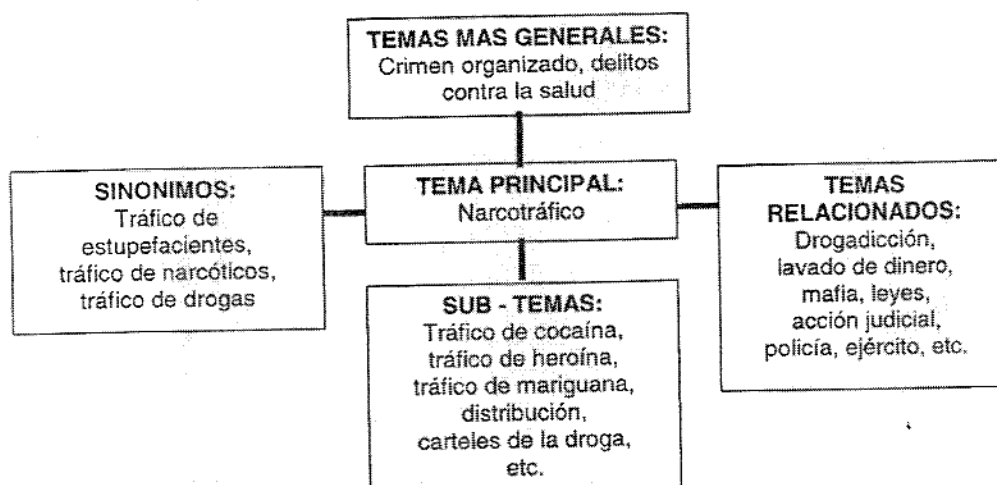 TEMAS MAS GENERALES:
Crimen organizado, delitos
contra la salud
SINONIMOS:
Tráfico de
estupefacientes,
tráfico de narcóticos,
tráfico de drogas
TEMA PRINCIPAL:
Narcotráfico
TEMAS
RELACIONADOS:
Drogadicción,
lavado de dinero,
mafia, leyes,
acción judicial,
policía, ejército, etc.
SUB - TEMAS:
Tráfico de cocaína,
tráfico de heroína,
tráfico de mariguana,
distribución,
carteles de la droga,
etc.